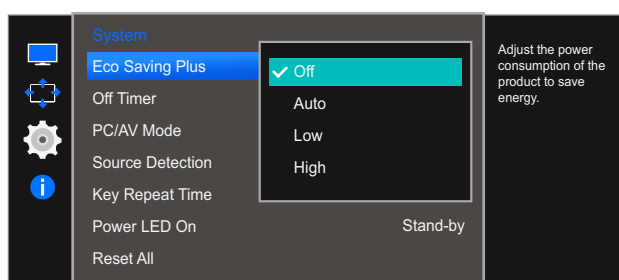 System
Eco Saving Plus
Off
Auto
Low
High
Off Timer
PC/AV Mode
Source Detection
Key Repeat Time
Power LED On
Stand-by
Reset All
Adjust the power
consumption of the
product to save
energy.